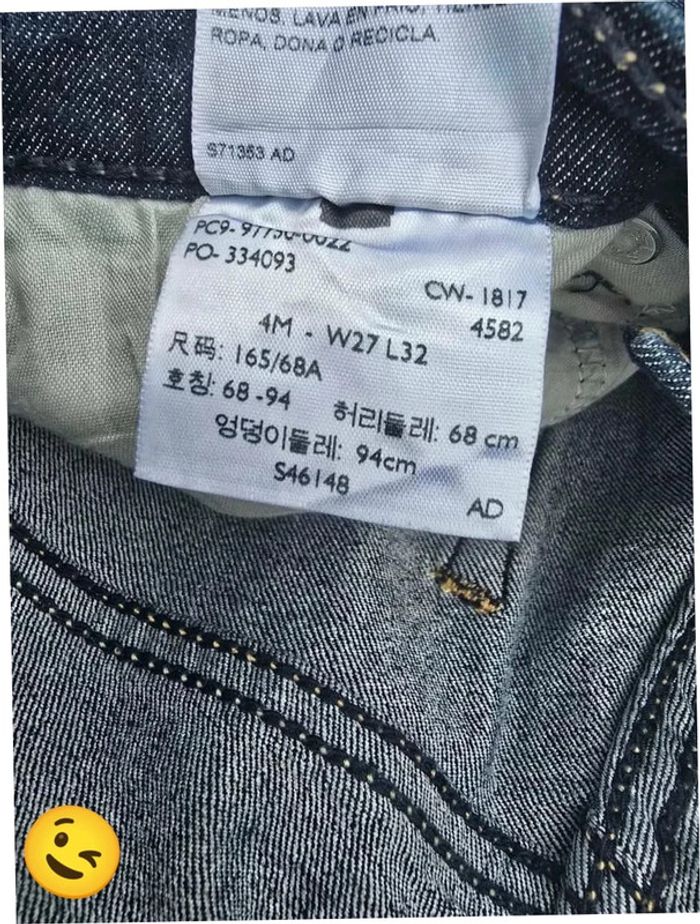 MENOS, LAVA EN FRÍO,
ROPA, DONA O RECICLA.
S71353 AD
PC9- 97750-0022
PO- 334093
CW- 1817
4582
4M - W27 L32
尺码: 165/68A
호칭: 68 -94
허리둘레: 68 cm
엉덩이둘레: 94cm
S46148
AD